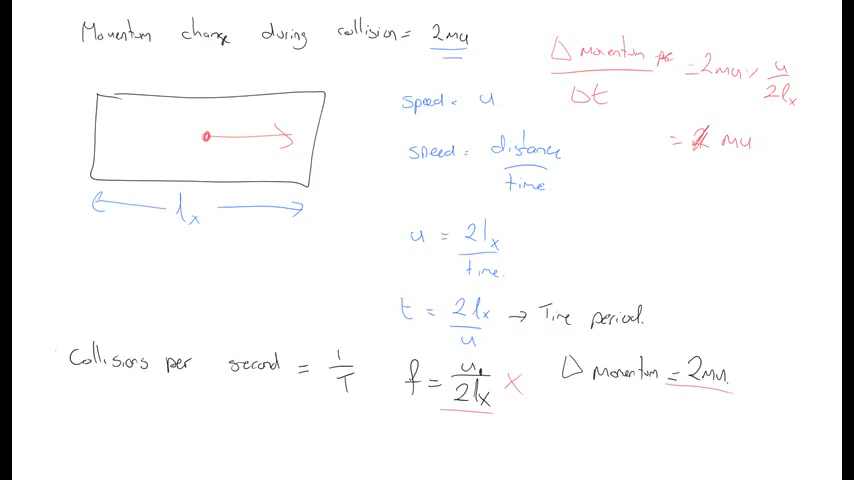 Momentum change during collision = 2mu
Δ momentum per / Δt = 2mu × u / 2lx
= 2 mu
speed = u
speed = distance / time
lx
u = 2lx / time.
t = 2lx / u → Time period.
Collisions per second = 1 / T
f = u / 2lx ×
Δ momentum = 2mu.